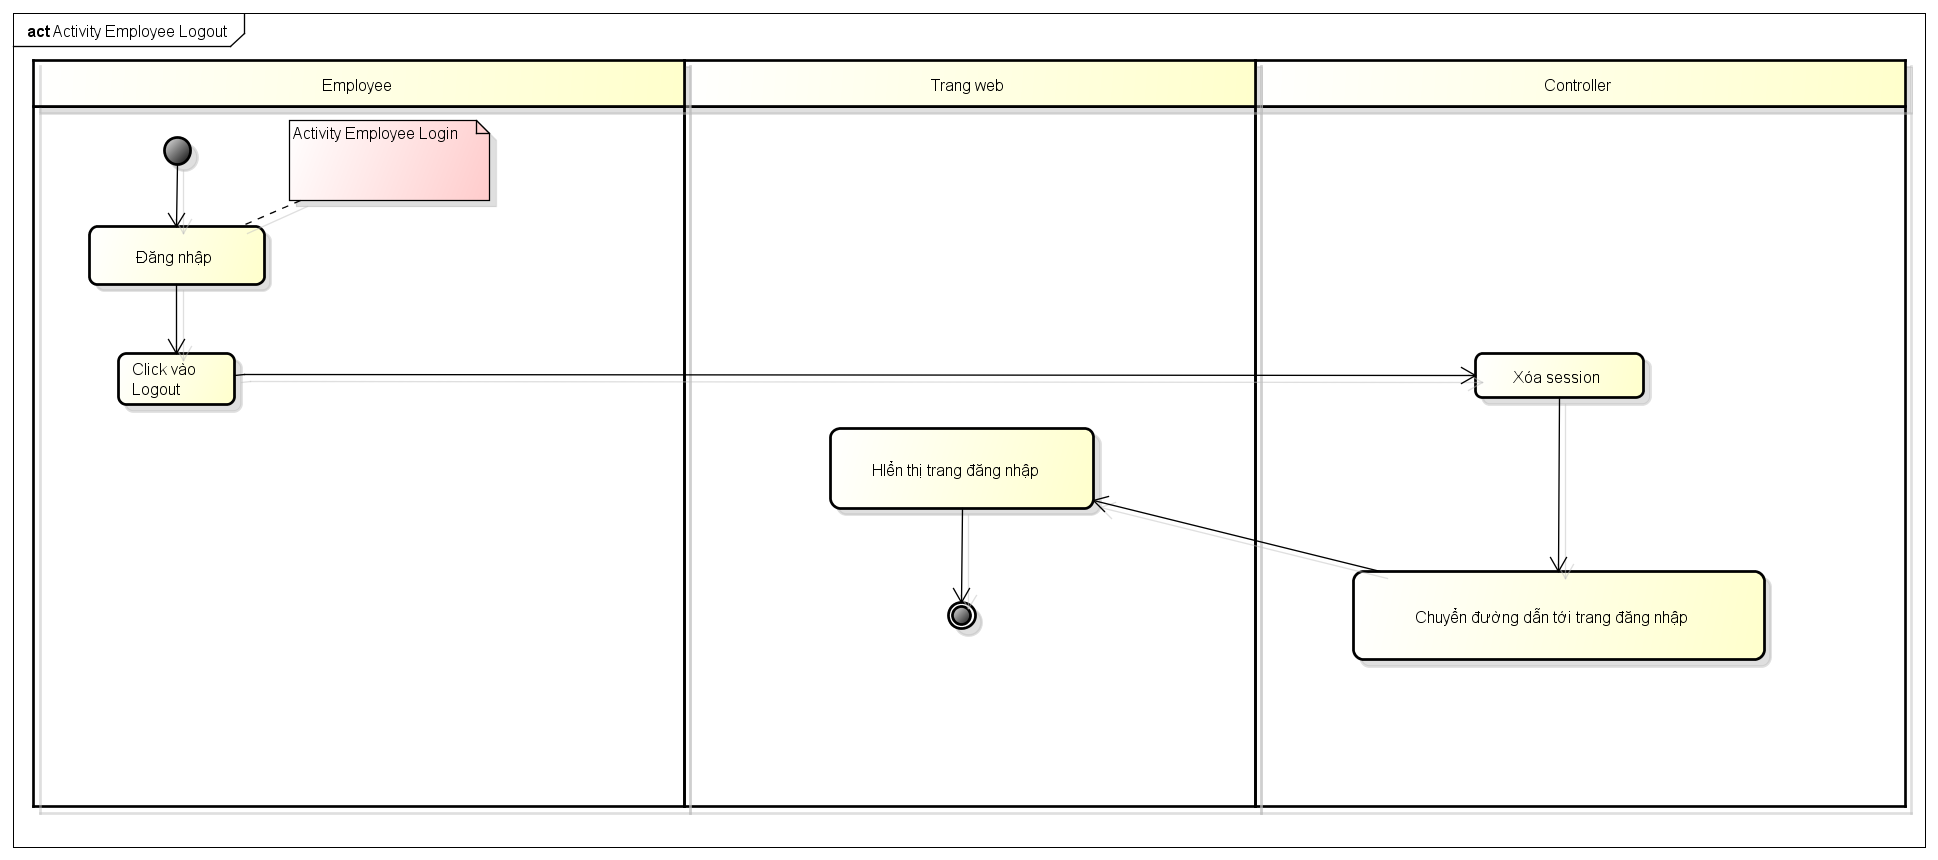 act Activity Employee Logout
Employee
Trang web
Controller
Activity Employee Login
Đăng nhập
Click vào
Logout
Xóa session
HIển thị trang đăng nhập
Chuyển đường dẫn tới trang đăng nhập